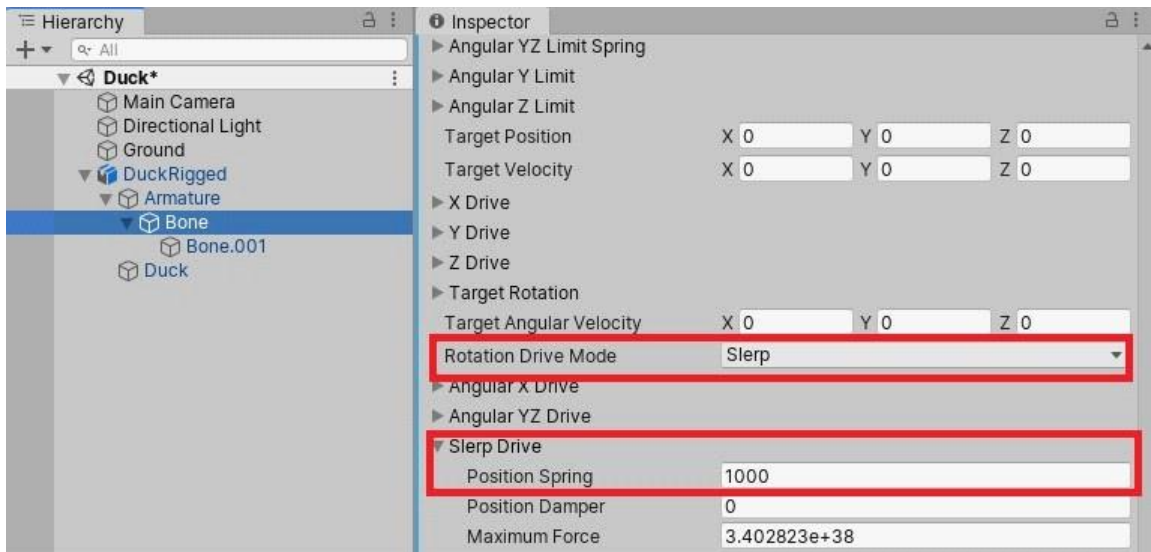 Hierarchy
All
Duck*
Main Camera
Directional Light
Ground
DuckRigged
Armature
Bone
Bone.001
Duck
Inspector
Angular YZ Limit Spring
Angular Y Limit
Angular Z Limit
Target Position X 0 Y 0 Z 0
Target Velocity X 0 Y 0 Z 0
X Drive
Y Drive
Z Drive
Target Rotation
Target Angular Velocity X 0 Y 0 Z 0
Rotation Drive Mode Slerp
Angular X Drive
Angular YZ Drive
Slerp Drive
Position Spring 1000
Position Damper 0
Maximum Force 3.402823e+38